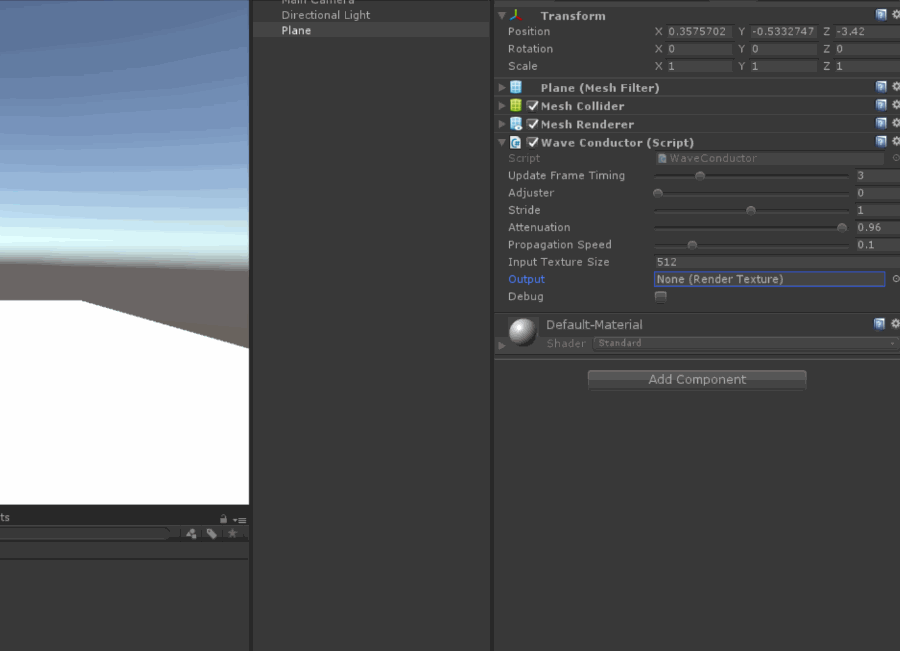 Main Camera
Directional Light
Plane
ts
Transform
Position X 0.3575702 Y -0.5332747 Z -3.42
Rotation X 0 Y 0 Z 0
Scale X 1 Y 1 Z 1
Plane (Mesh Filter)
Mesh Collider
Mesh Renderer
Wave Conductor (Script)
Script WaveConductor
Update Frame Timing 3
Adjuster 0
Stride 1
Attenuation 0.96
Propagation Speed 0.1
Input Texture Size 512
Output None (Render Texture)
Debug
Default-Material
Shader Standard
Add Component